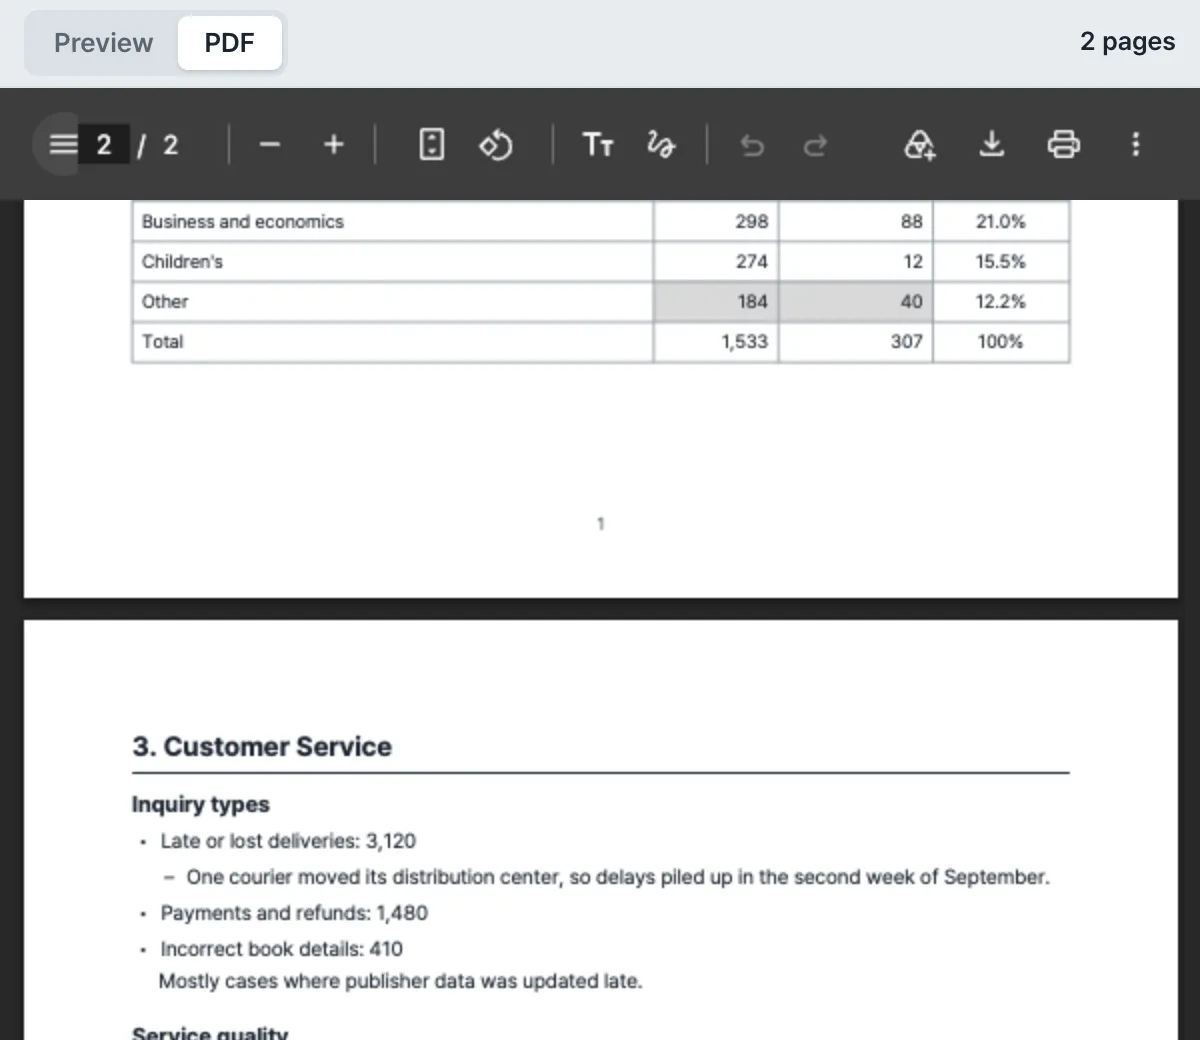 Preview PDF 2 pages
2 / 2
Business and economics 298 88 21.0%
Children's 274 12 15.5%
Other 184 40 12.2%
Total 1,533 307 100%
1
3. Customer Service
Inquiry types
• Late or lost deliveries: 3,120
– One courier moved its distribution center, so delays piled up in the second week of September.
• Payments and refunds: 1,480
• Incorrect book details: 410
Mostly cases where publisher data was updated late.
Service quality